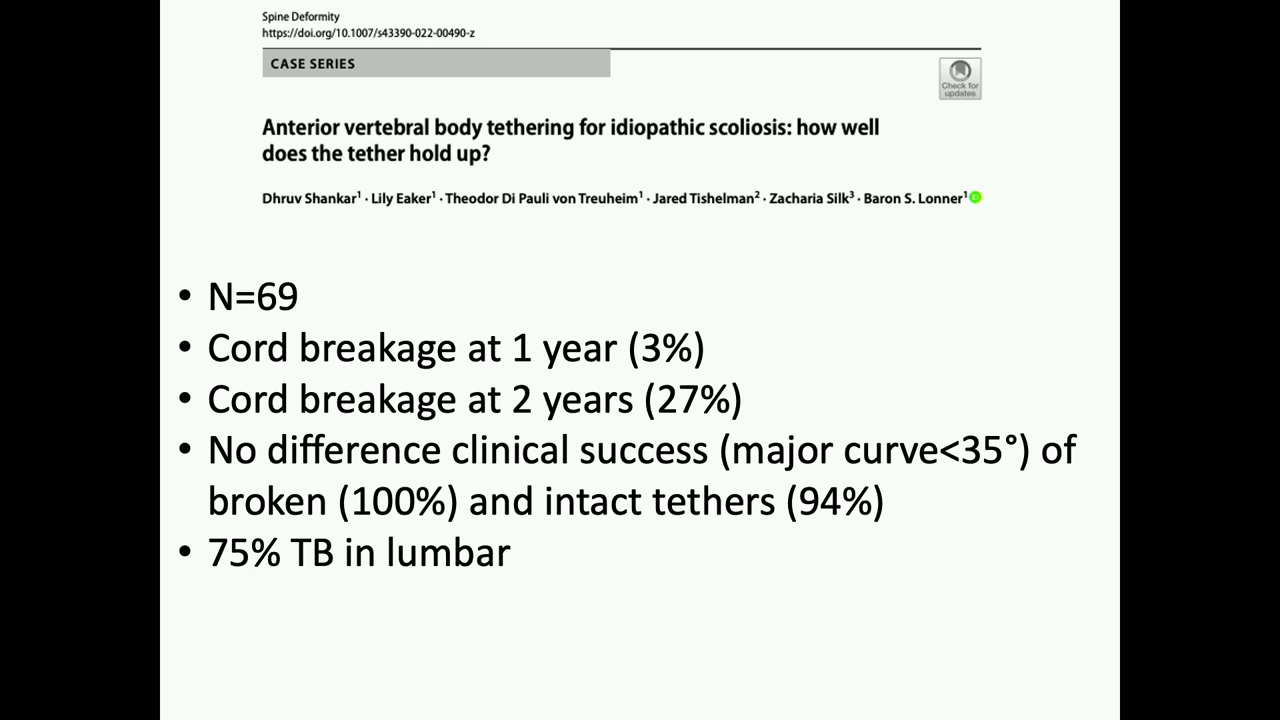 Spine Deformity
https://doi.org/10.1007/s43390-022-00490-z
CASE SERIES
Check for
updates
Anterior vertebral body tethering for idiopathic scoliosis: how well
does the tether hold up?
Dhruv Shankar1 · Lily Eaker1 · Theodor Di Pauli von Treuheim1 · Jared Tishelman2 · Zacharia Silk3 · Baron S. Lonner1
• N=69
• Cord breakage at 1 year (3%)
• Cord breakage at 2 years (27%)
• No difference clinical success (major curve<35°) of
broken (100%) and intact tethers (94%)
• 75% TB in lumbar